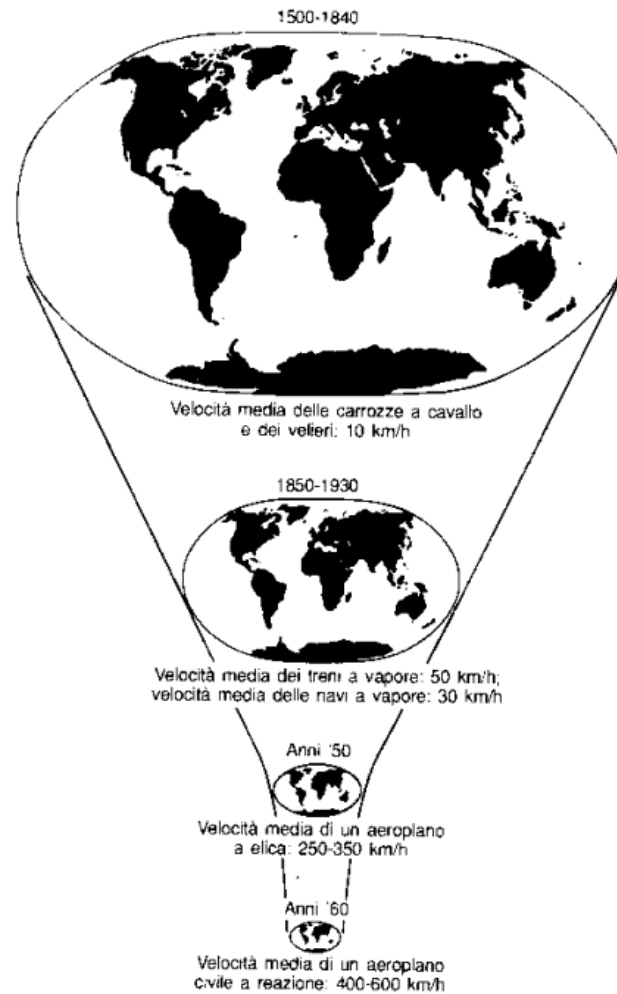 1500-1840
Velocità media delle carrozze a cavallo
e dei velieri: 10 km/h
1850-1930
Velocità media dei treni a vapore: 50 km/h;
velocità media delle navi a vapore: 30 km/h
Anni '50
Velocità media di un aeroplano
a elica: 250-350 km/h
Anni '60
Velocità media di un aeroplano
civile a reazione: 400-600 km/h